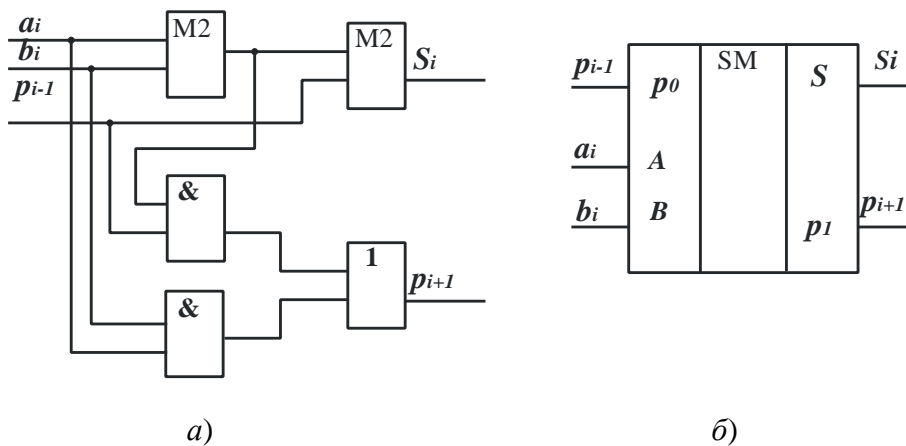 ai M2 M2
bi Si
pi-1
&
1
pi+1
&
SM Si
pi-1 p0 S
ai A
bi B pi+1
p1
а) б)